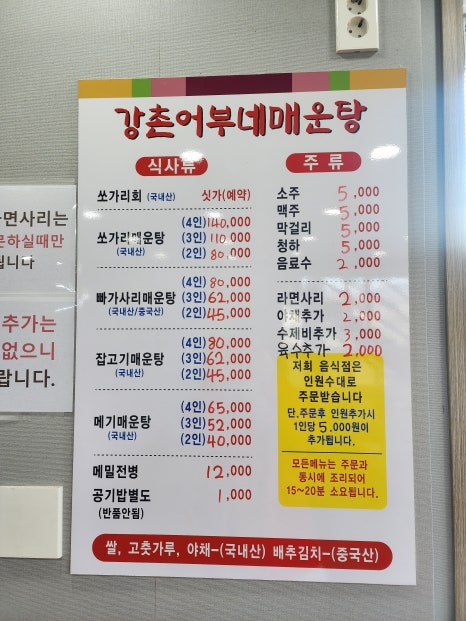 강촌어부네매운탕
식사류
쏘가리회 (국내산) 싯가(예약)
쏘가리매운탕 (국내산)
(4인) 140,000
(3인) 110,000
(2인) 80,000
빠가사리매운탕 (국내산/중국산)
(4인) 80,000
(3인) 62,000
(2인) 45,000
잡고기매운탕 (국내산)
(4인) 80,000
(3인) 62,000
(2인) 45,000
메기매운탕 (국내산)
(4인) 65,000
(3인) 52,000
(2인) 40,000
메밀전병 12,000
공기밥별도 1,000
(반품안됨)
주 류
소주 5,000
맥주 5,000
막걸리 5,000
청하 5,000
음료수 2,000
라면사리 2,000
야채추가 2,000
수제비추가 3,000
육수추가 2,000
저희 음식점은
인원수대로
주문받습니다
단.주문후 인원추가시
1인당 5.000원이
추가됩니다.
모든메뉴는 주문과
동시에 조리되어
15~20분 소요됩니다.
쌀, 고춧가루, 야채-(국내산) 배추김치-(중국산)
라면사리는
문하실때만
됩니다
추가는
없으니
랍니다.